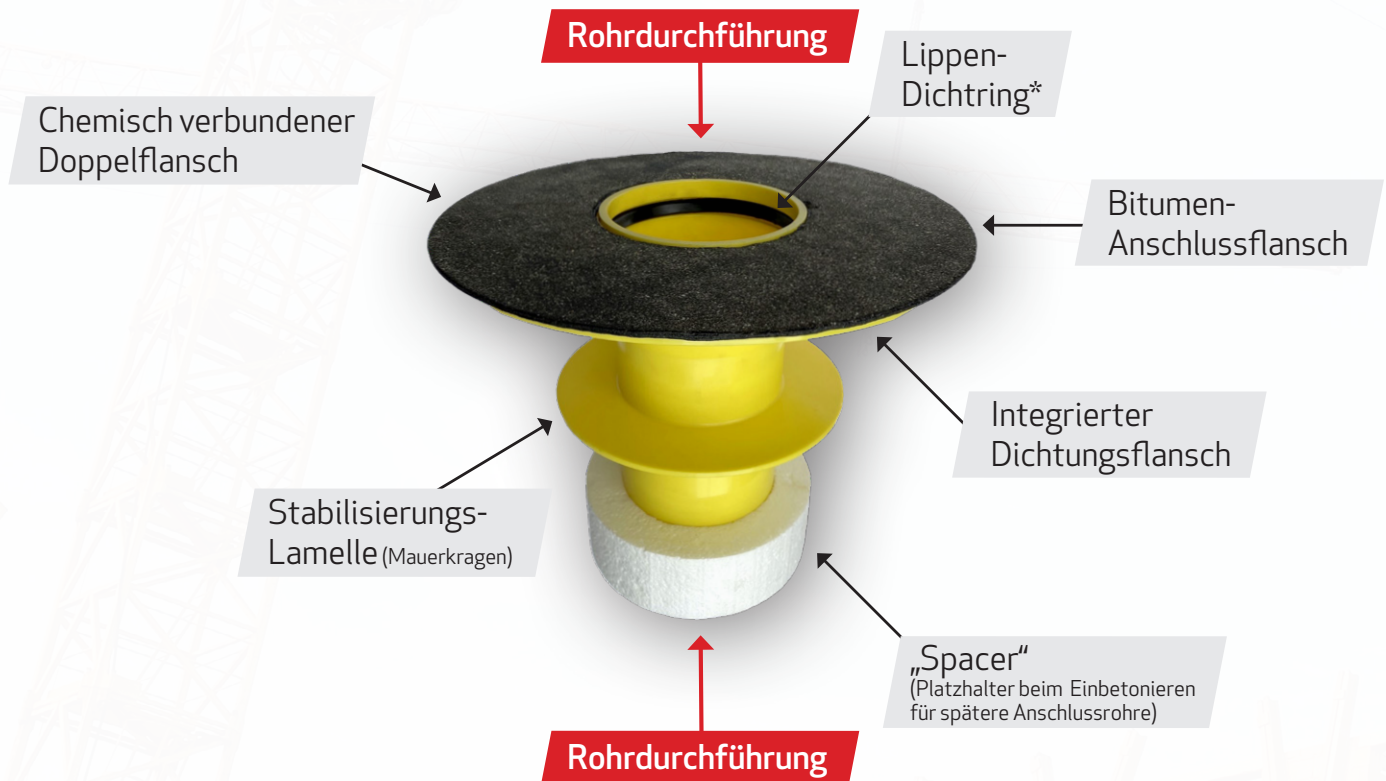 Rohrdurchführung
Lippen-
Dichtring*
Chemisch verbundener
Doppelflansch
Bitumen-
Anschlussflansch
Integrierter
Dichtungsflansch
Stabilisierungs-
Lamelle (Mauerkragen)
„Spacer“
(Platzhalter beim Einbetonieren
für spätere Anschlussrohre)
Rohrdurchführung